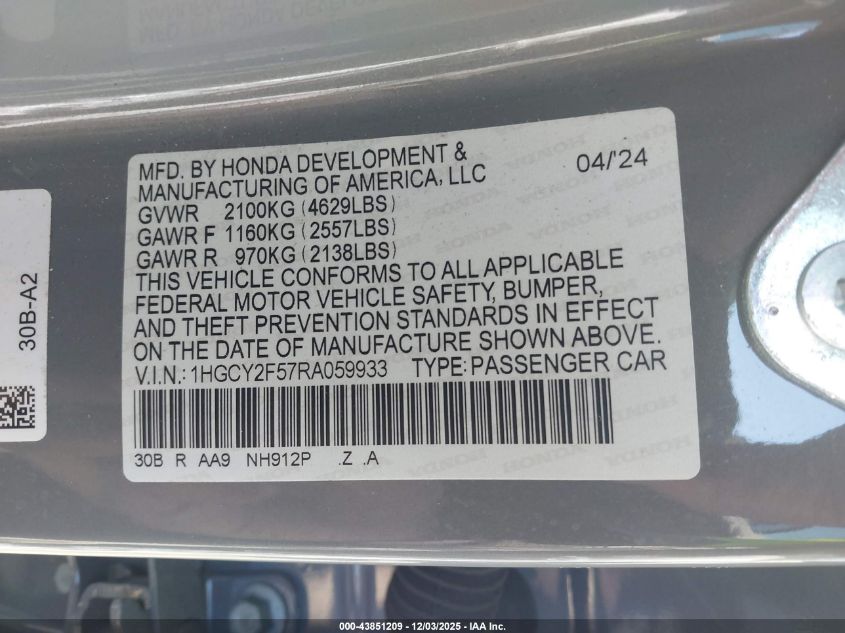 MFD. BY HONDA DEVELOPMENT &
MANUFACTURING OF AMERICA, LLC
04/'24
GVWR 2100KG (4629LBS)
GAWR F 1160KG (2557LBS)
GAWR R 970KG (2138LBS)
THIS VEHICLE CONFORMS TO ALL APPLICABLE
FEDERAL MOTOR VEHICLE SAFETY, BUMPER,
AND THEFT PREVENTION STANDARDS IN EFFECT
ON THE DATE OF MANUFACTURE SHOWN ABOVE.
V.I.N.: 1HGCY2F57RA059933 TYPE: PASSENGER CAR
30B R AA9 NH912P .Z .A
30B-A2
000-43851209 - 12/03/2025 - IAA Inc.